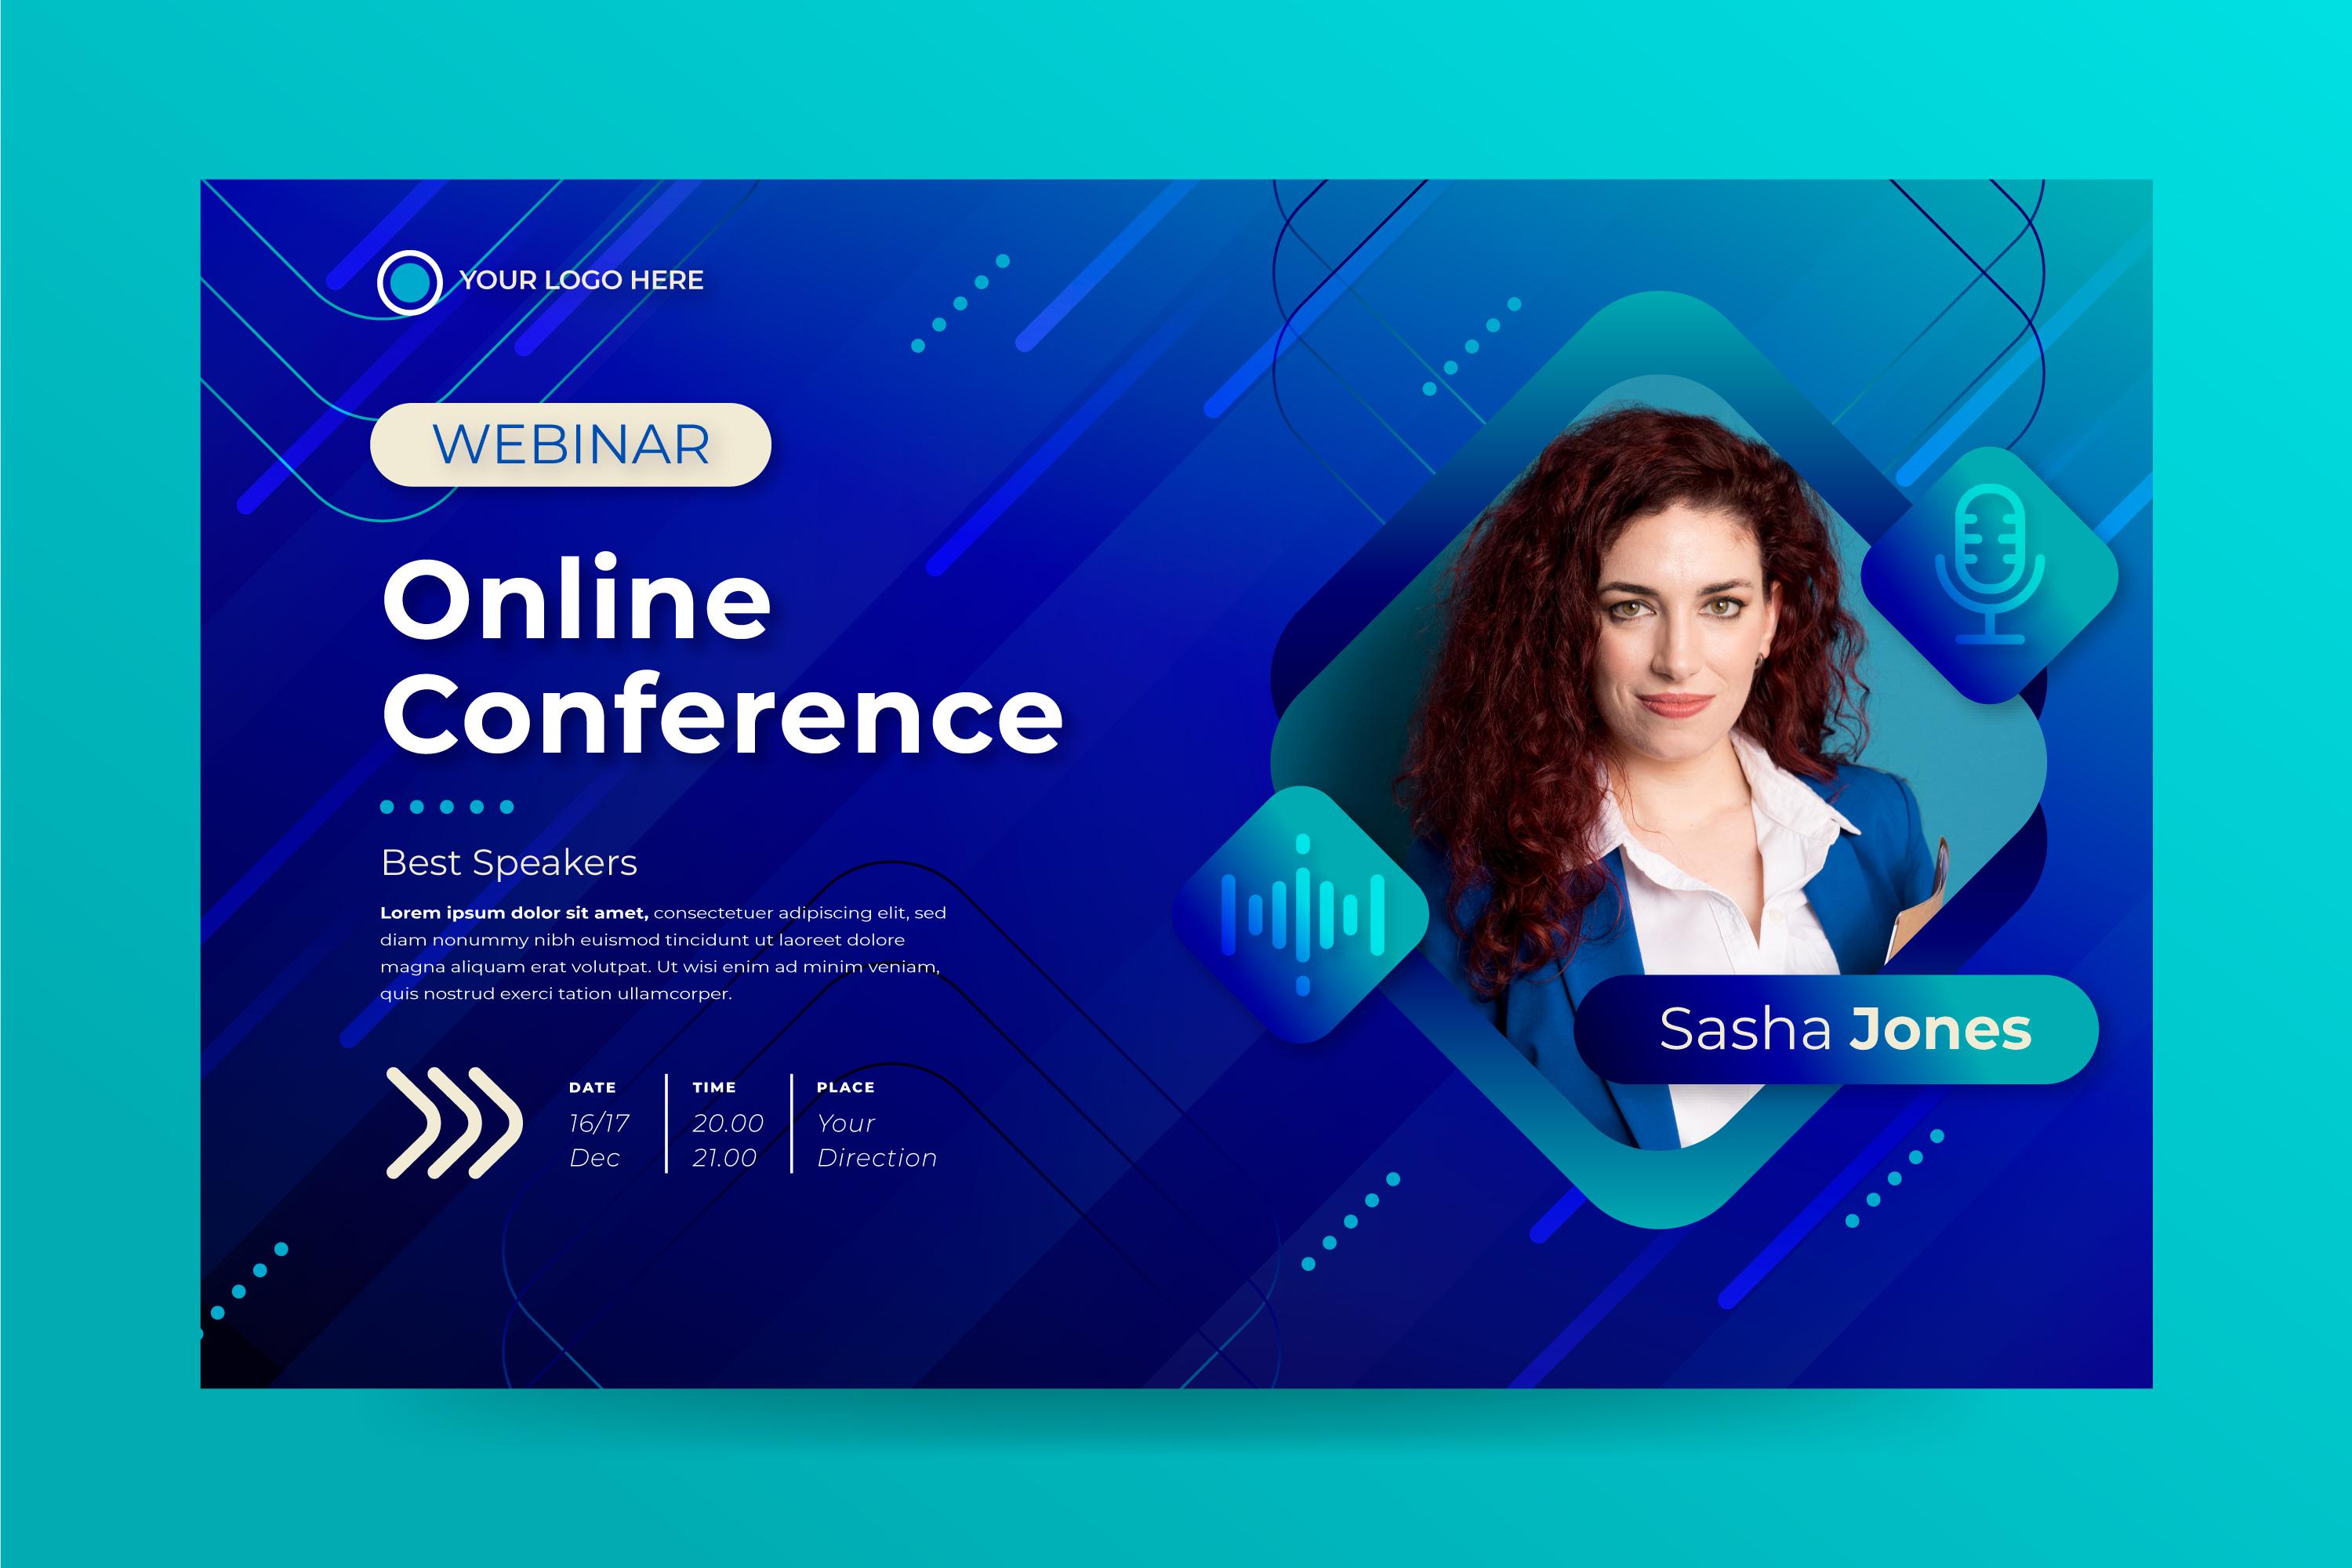 YOUR LOGO HERE
WEBINAR
Online
Conference
Best Speakers
Lorem ipsum dolor sit amet, consectetuer adipiscing elit, sed
diam nonummy nibh euismod tincidunt ut laoreet dolore
magna aliquam erat volutpat. Ut wisi enim ad minim veniam,
quis nostrud exerci tation ullamcorper.
DATE
16/17
Dec
TIME
20.00
21.00
PLACE
Your
Direction
Sasha Jones